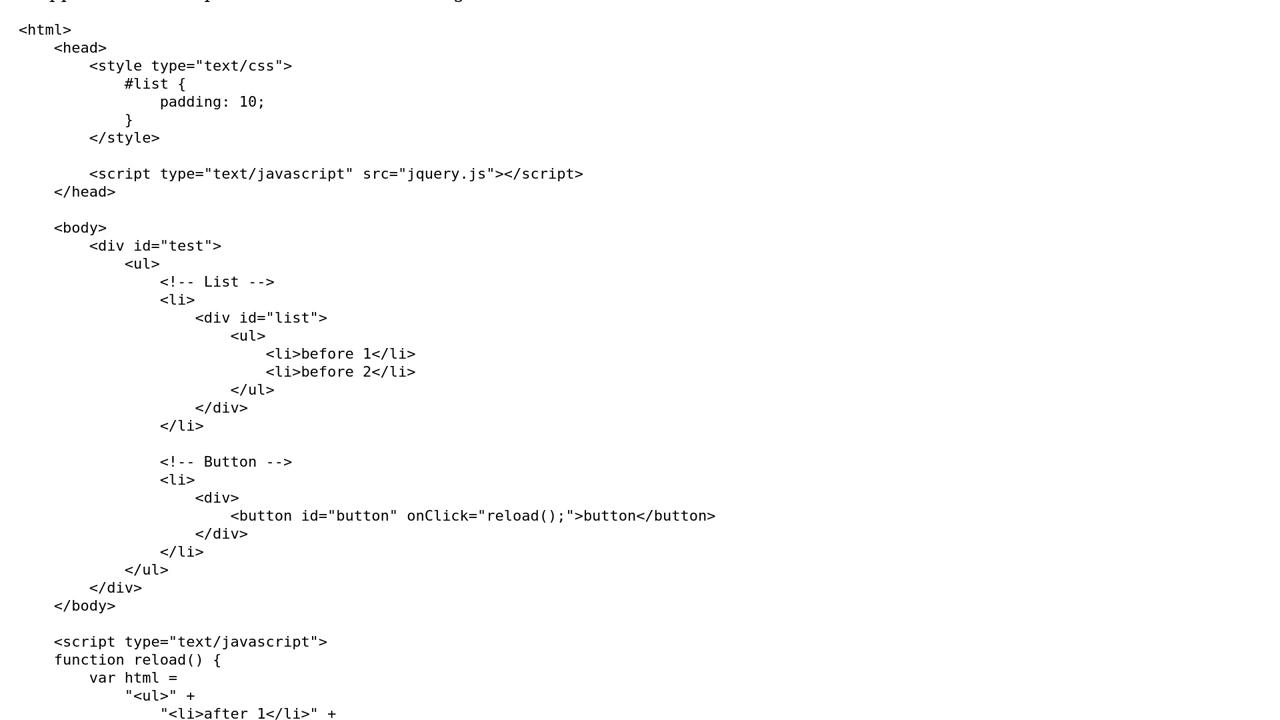 <html>
    <head>
        <style type="text/css">
            #list {
                padding: 10;
            }
        </style>

        <script type="text/javascript" src="jquery.js"></script>
    </head>

    <body>
        <div id="test">
            <ul>
                <!-- List -->
                <li>
                    <div id="list">
                        <ul>
                            <li>before 1</li>
                            <li>before 2</li>
                        </ul>
                    </div>
                </li>

                <!-- Button -->
                <li>
                    <div>
                        <button id="button" onClick="reload();">button</button>
                    </div>
                </li>
            </ul>
        </div>
    </body>

    <script type="text/javascript">
    function reload() {
        var html =
            "<ul>" +
                "<li>after 1</li>" +